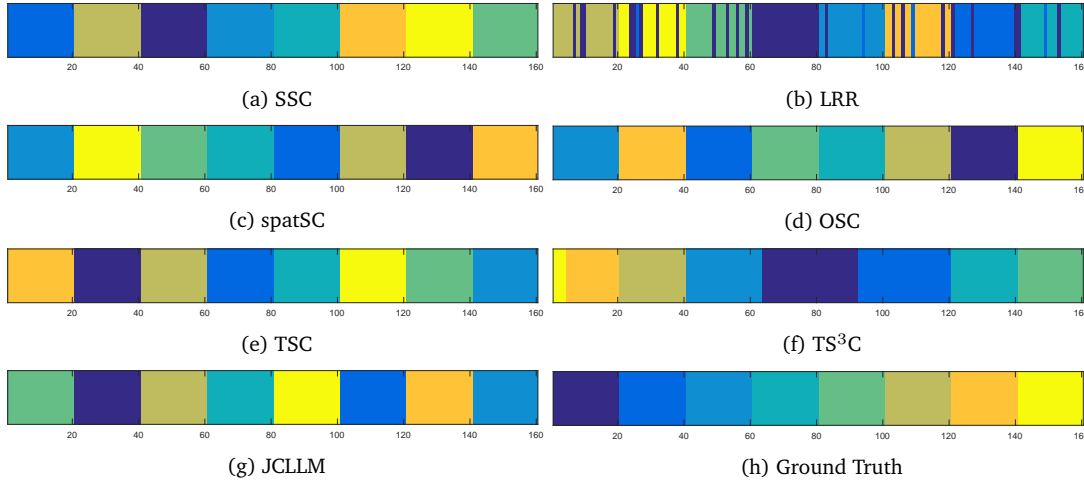 20 40 60 80 100 120 140 160
(a) SSC
20 40 60 80 100 120 140 16
(b) LRR
20 40 60 80 100 120 140 160
(c) spatSC
20 40 60 80 100 120 140 16
(d) OSC
20 40 60 80 100 120 140 160
(e) TSC
20 40 60 80 100 120 140 16
(f) TS³C
20 40 60 80 100 120 140 160
(g) JCLLM
20 40 60 80 100 120 140 16
(h) Ground Truth